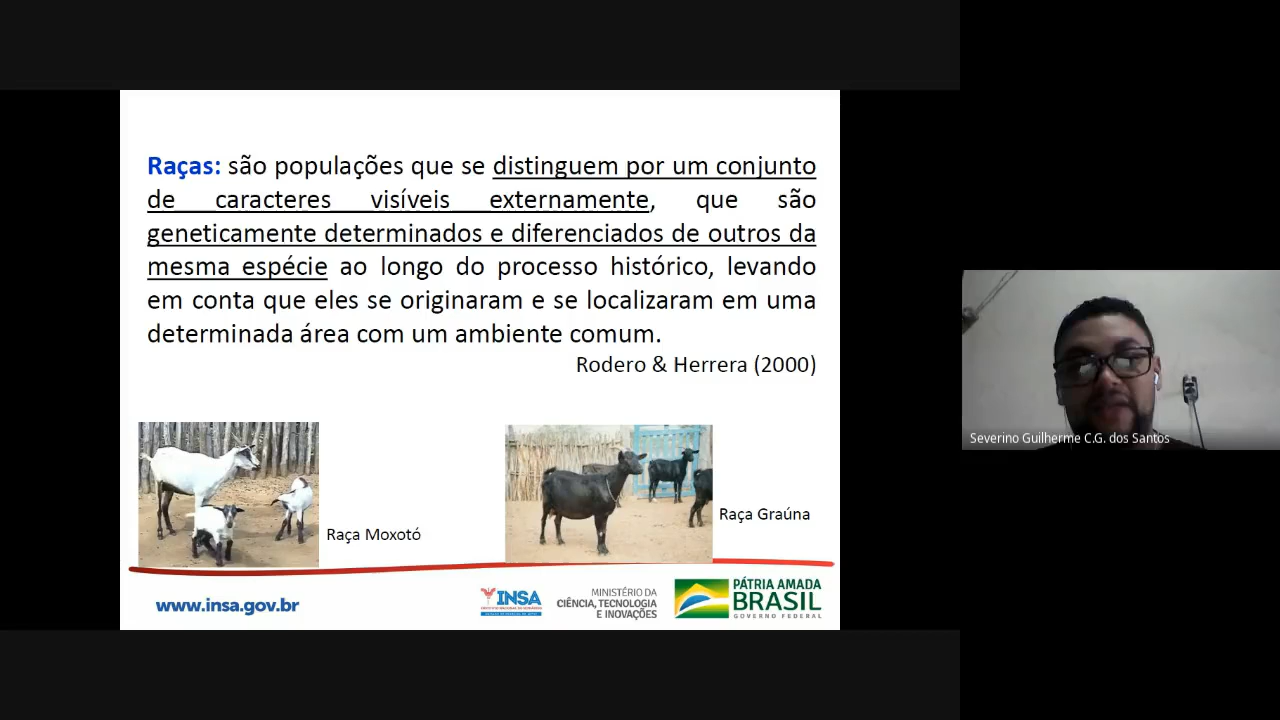 Raças: são populações que se distinguem por um conjunto
de caracteres visíveis externamente, que são
geneticamente determinados e diferenciados de outros da
mesma espécie ao longo do processo histórico, levando
em conta que eles se originaram e se localizaram em uma
determinada área com um ambiente comum.
Rodero & Herrera (2000)
Raça Moxotó
Raça Graúna
www.insa.gov.br
INSA
MINISTÉRIO DA
CIÊNCIA, TECNOLOGIA
E INOVAÇÕES
PÁTRIA AMADA
BRASIL
GOVERNO FEDERAL
Severino Guilherme C.G. dos Santos